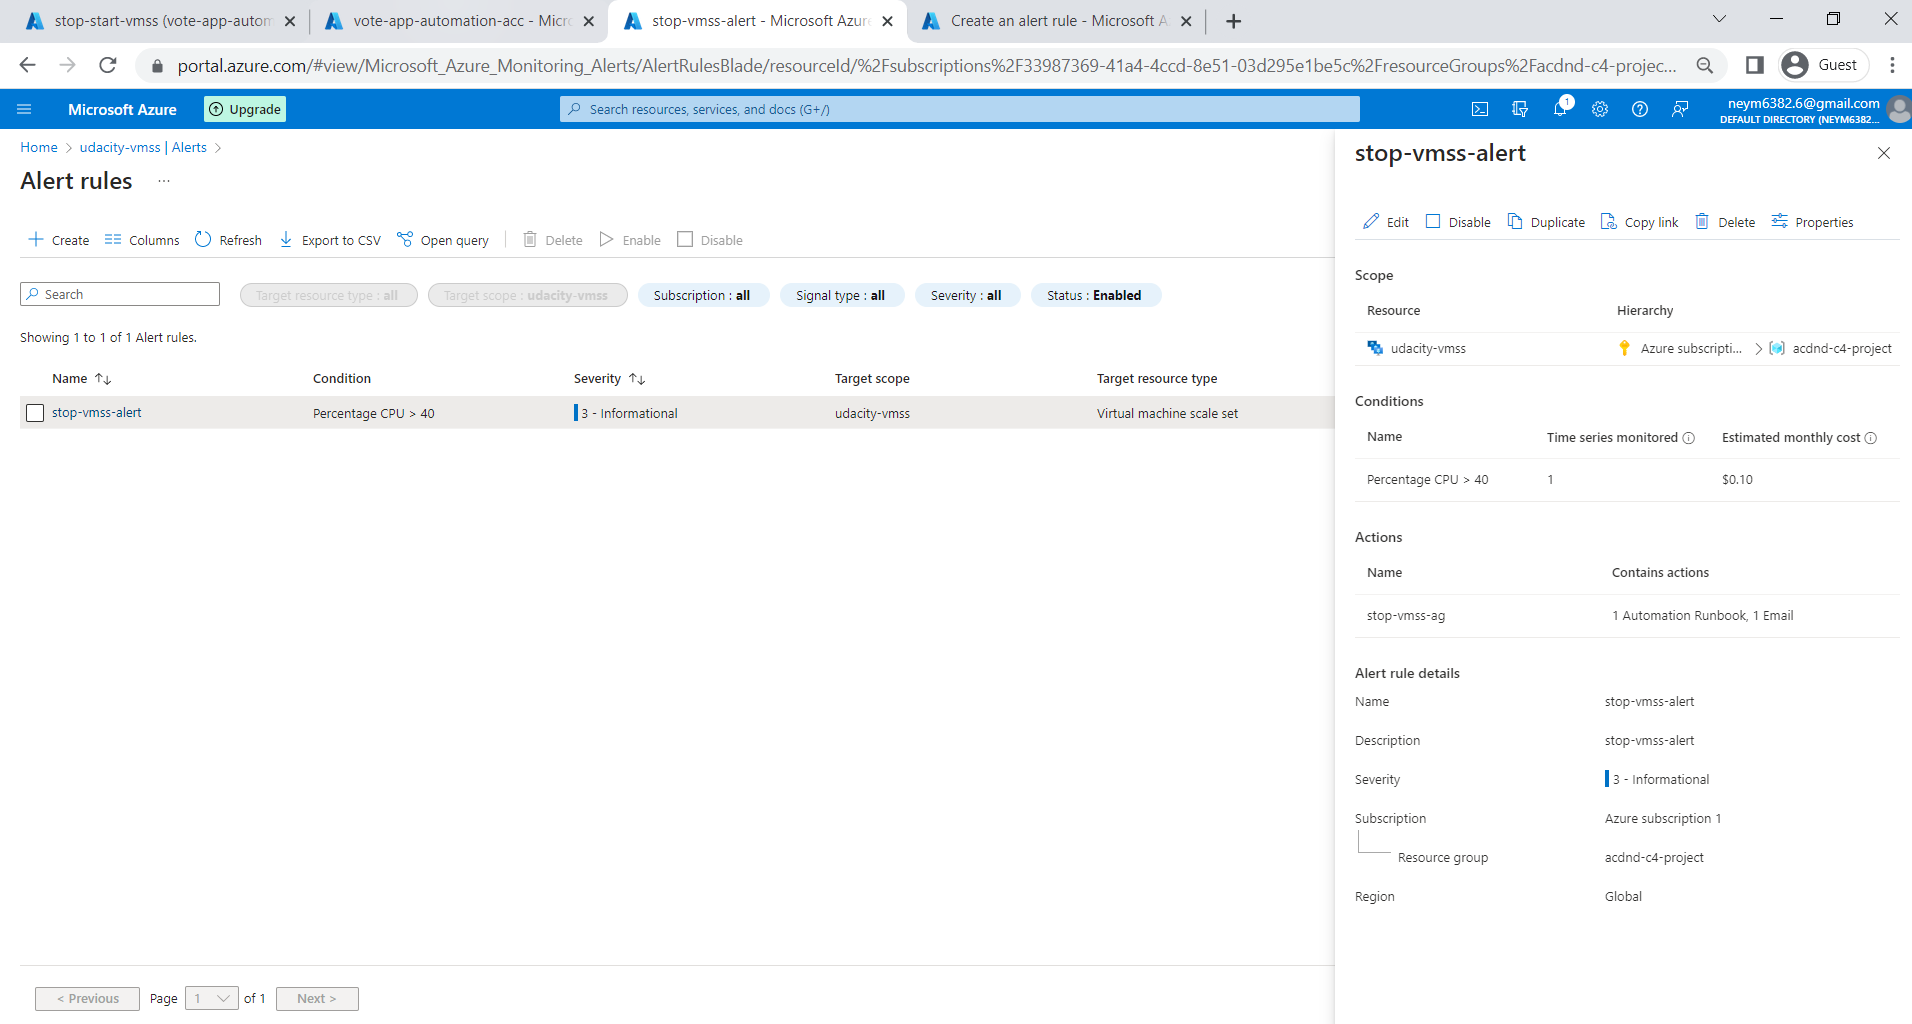 stop-start-vmss (vote-app-autom
vote-app-automation-acc - Micro
stop-vmss-alert - Microsoft Azure
Create an alert rule - Microsoft A
portal.azure.com/#view/Microsoft_Azure_Monitoring_Alerts/AlertRulesBlade/resourceId/%2Fsubscriptions%2F33987369-41a4-4ccd-8e51-03d295e1be5c%2FresourceGroups%2Facdnd-c4-projec...
Guest
Microsoft Azure
Upgrade
Search resources, services, and docs (G+/)
1
neym6382.6@gmail.com
DEFAULT DIRECTORY (NEYM6382...
Home > udacity-vmss | Alerts >
Alert rules ...
Create Columns Refresh Export to CSV Open query Delete Enable Disable
Search
Target resource type : all
Target scope : udacity-vmss
Subscription : all
Signal type : all
Severity : all
Status : Enabled
Showing 1 to 1 of 1 Alert rules.
Name Condition Severity Target scope Target resource type
stop-vmss-alert Percentage CPU > 40 3 - Informational udacity-vmss Virtual machine scale set
< Previous Page 1 of 1 Next >
stop-vmss-alert
Edit Disable Duplicate Copy link Delete Properties
Scope
Resource Hierarchy
udacity-vmss Azure subscripti... > acdnd-c4-project
Conditions
Name Time series monitored Estimated monthly cost
Percentage CPU > 40 1 $0.10
Actions
Name Contains actions
stop-vmss-ag 1 Automation Runbook, 1 Email
Alert rule details
Name stop-vmss-alert
Description stop-vmss-alert
Severity 3 - Informational
Subscription Azure subscription 1
Resource group acdnd-c4-project
Region Global